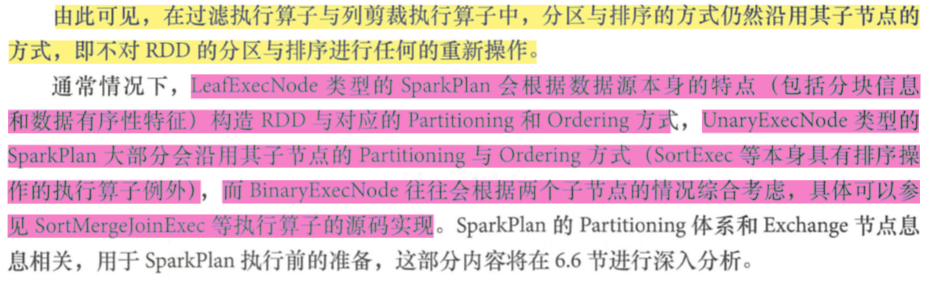 由此可见，在过滤执行算子与列剪裁执行算子中，分区与排序的方式仍然沿用其子节点的
方式，即不对 RDD 的分区与排序进行任何的重新操作。
通常情况下，LeafExecNode 类型的 SparkPlan 会根据数据源本身的特点（包括分块信息
和数据有序性特征）构造 RDD 与对应的 Partitioning 和 Ordering 方式，UnaryExecNode 类型的
SparkPlan 大部分会沿用其子节点的 Partitioning 与 Ordering 方式（SortExec 等本身具有排序操
作的执行算子例外），而 BinaryExecNode 往往会根据两个子节点的情况综合考虑，具体可以参
见 SortMergeJoinExec 等执行算子的源码实现。SparkPlan 的 Partitioning 体系和 Exchange 节点息
息相关，用于 SparkPlan 执行前的准备，这部分内容将在 6.6 节进行深入分析。